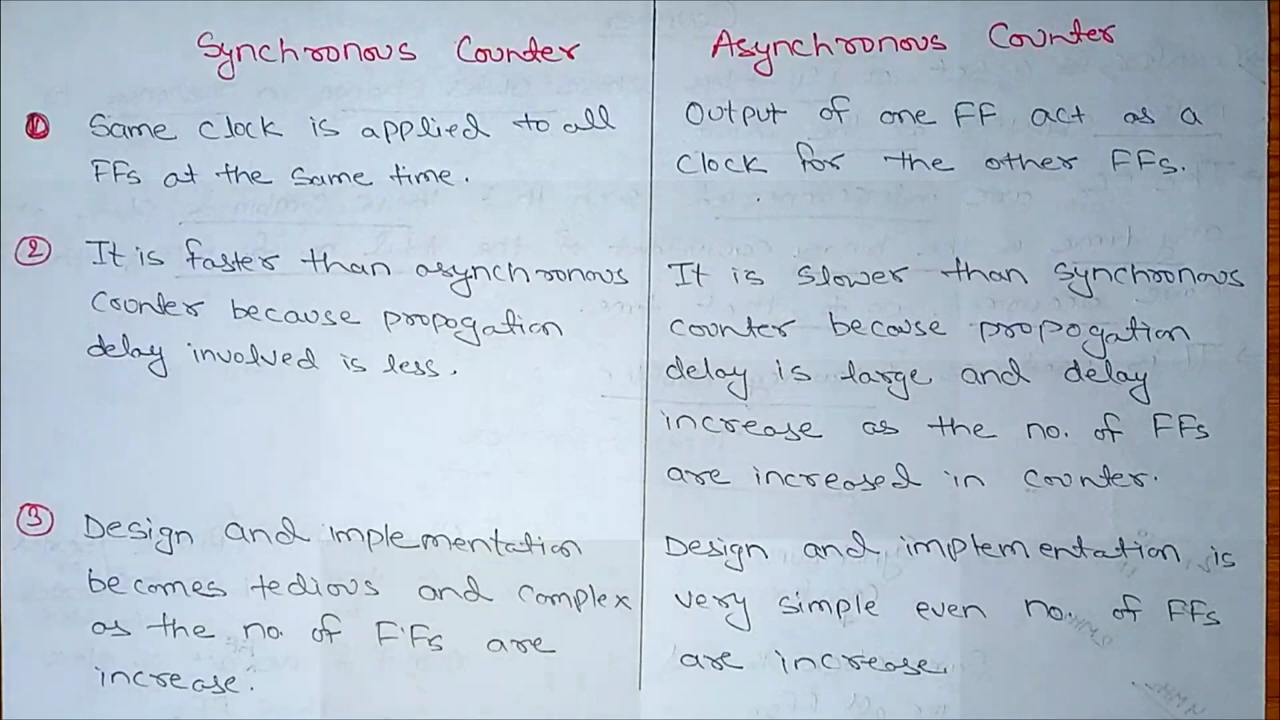 Synchronous Counter
① Same clock is applied to all
FFs at the same time.
② It is faster than asynchronous
Counter because propogation
delay involved is less.
③ Design and implementation
becomes tedious and complex
as the no. of FFs are
increase.
Asynchronous Counter
Output of one FF act as a
clock for the other FFs.
It is slower than synchronous
counter because propogation
delay is large and delay
increase as the no. of FFs
are increased in counter.
Design and implementation is
very simple even no. of FFs
are increase.